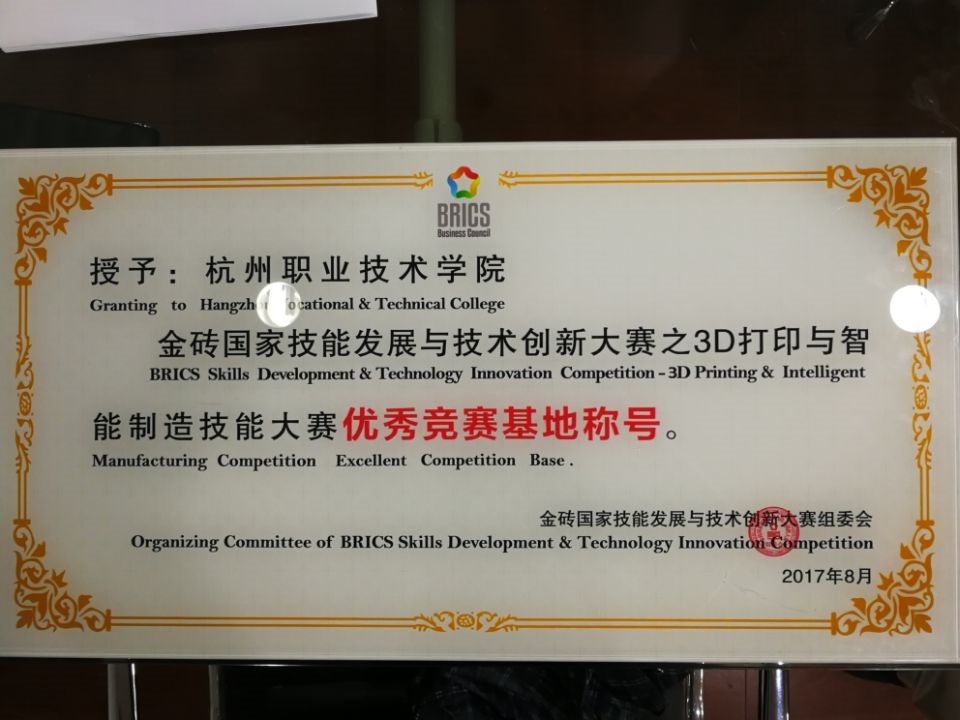 BRICS
Business Council
授予：杭州职业技术学院
Granting to Hangzhou Vocational & Technical College
金砖国家技能发展与技术创新大赛之3D打印与智
BRICS Skills Development & Technology Innovation Competition – 3D Printing & Intelligent
能制造技能大赛优秀竞赛基地称号。
Manufacturing Competition Excellent Competition Base .
金砖国家技能发展与技术创新大赛组委会
Organizing Committee of BRICS Skills Development & Technology Innovation Competition
2017年8月